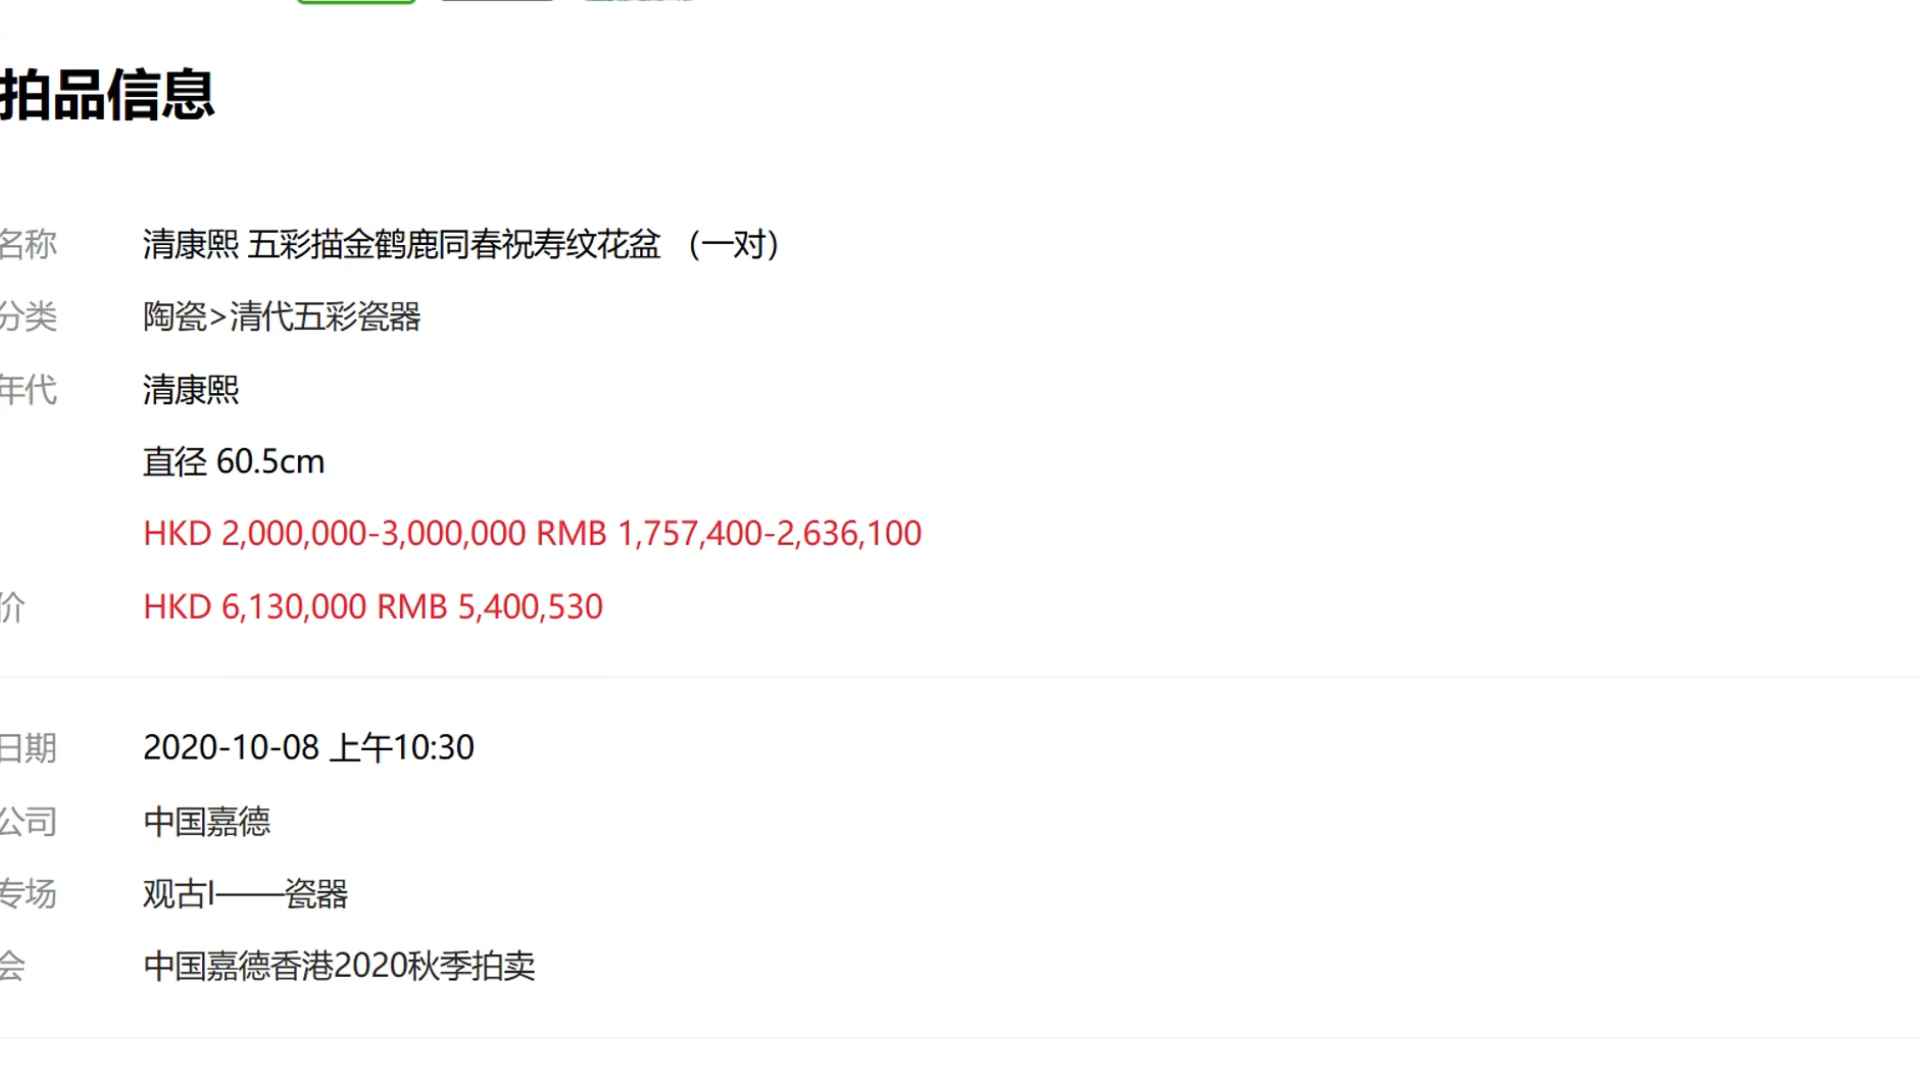 拍品信息
名称 清康熙 五彩描金鹤鹿同春祝寿纹花盆 （一对）
分类 陶瓷>清代五彩瓷器
年代 清康熙
直径 60.5cm
HKD 2,000,000-3,000,000 RMB 1,757,400-2,636,100
价 HKD 6,130,000 RMB 5,400,530
日期 2020-10-08 上午10:30
公司 中国嘉德
专场 观古I——瓷器
会 中国嘉德香港2020秋季拍卖